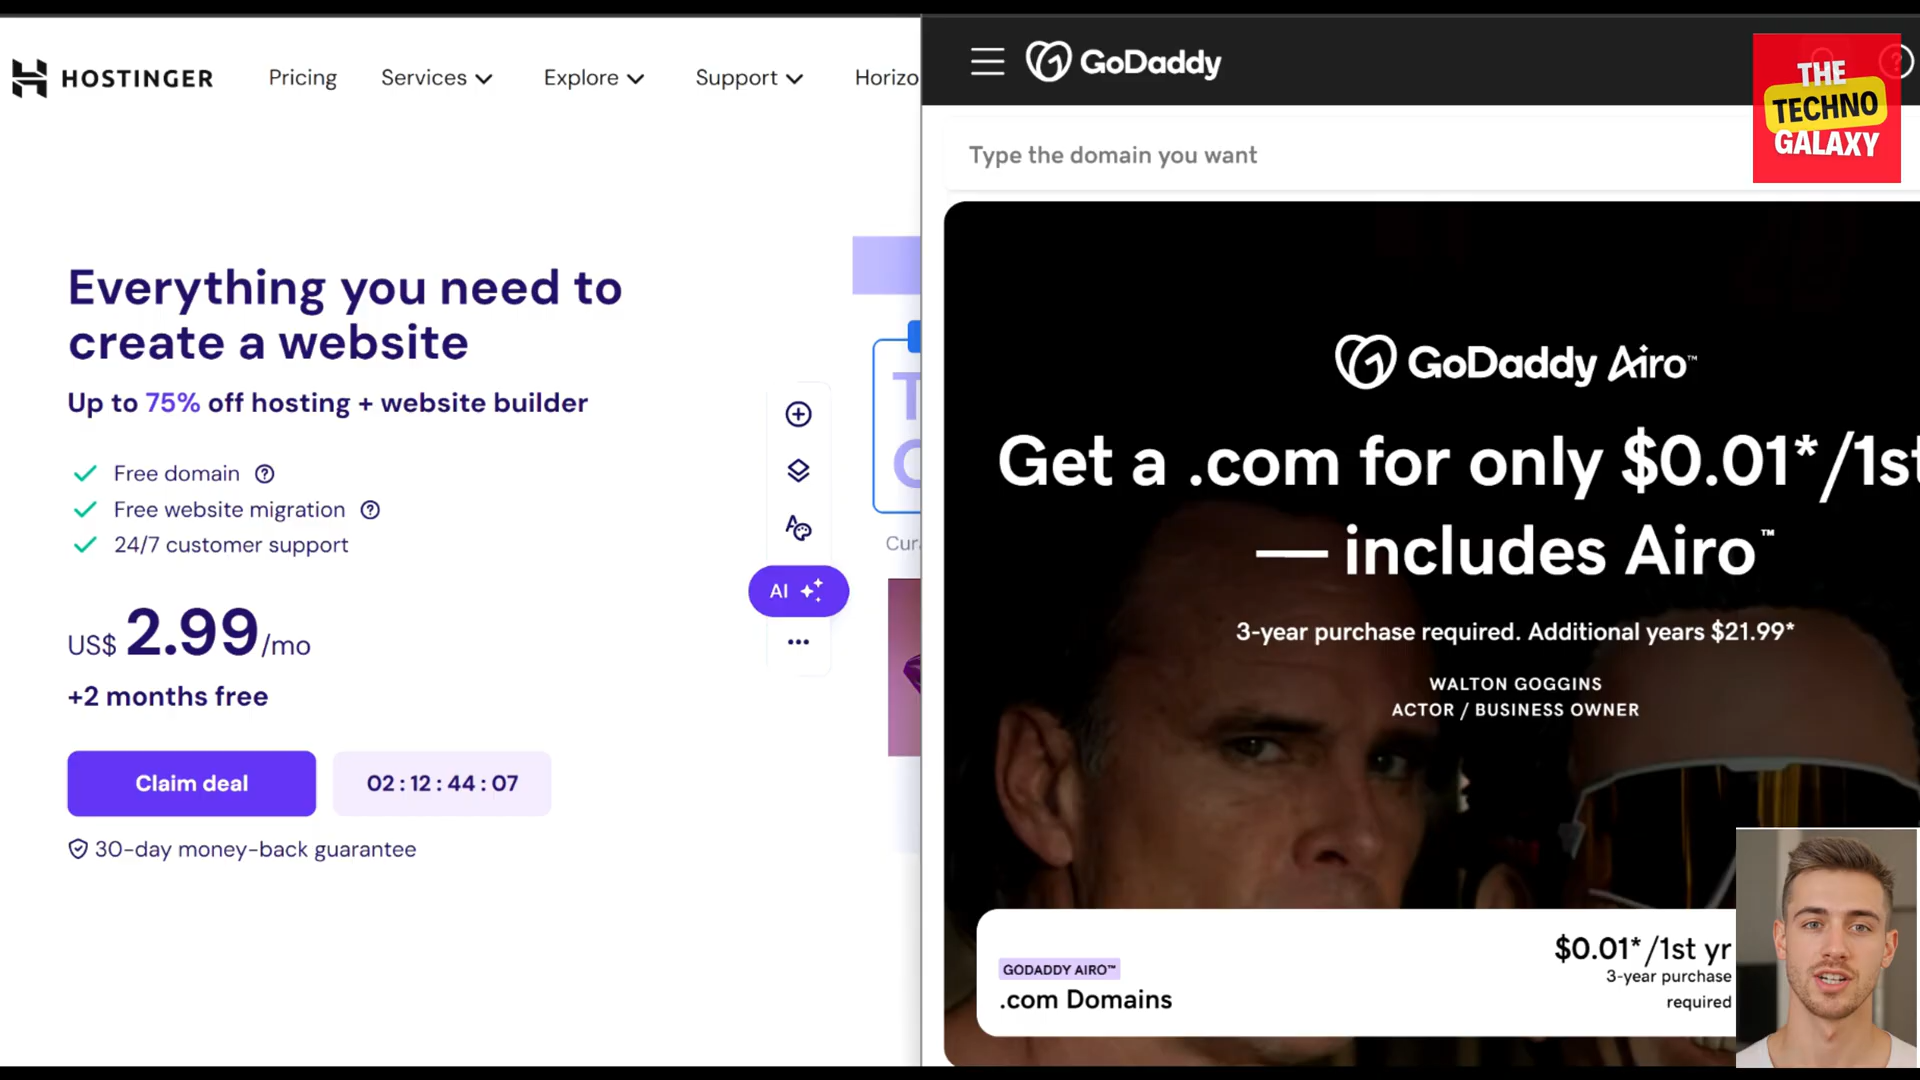 HOSTINGER
Pricing
Services
Explore
Support
Horizo
Everything you need to
create a website
Up to 75% off hosting + website builder
Free domain
Free website migration
24/7 customer support
US$ 2.99/mo
+2 months free
Claim deal
02 : 12 : 44 : 07
30-day money-back guarantee
AI
Cur
GoDaddy
Type the domain you want
THE
TECHNO
GALAXY
GoDaddy Airo™
Get a .com for only $0.01*/1st
— includes Airo™
3-year purchase required. Additional years $21.99*
WALTON GOGGINS
ACTOR / BUSINESS OWNER
GODADDY AIRO™
.com Domains
$0.01*/1st yr
3-year purchase
required